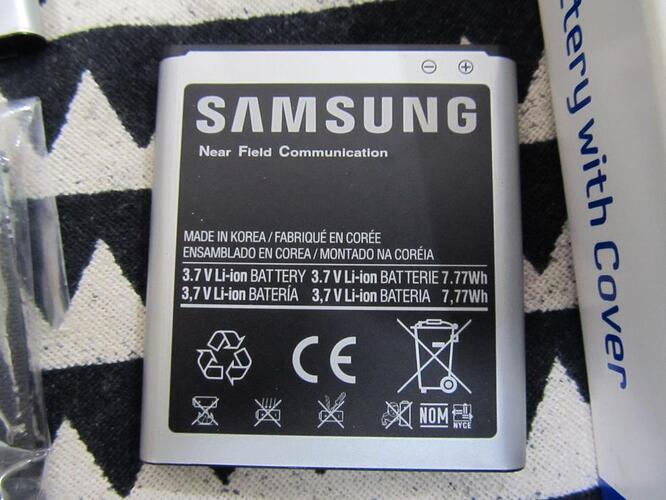 SAMSUNG
Near Field Communication
MADE IN KOREA / FABRIQUÉ EN CORÉE
ENSAMBLADO EN COREA / MONTADO NA CORÉIA
3.7 V Li-ion BATTERY 3.7 V Li-ion BATTERIE 7.77Wh
3,7 V Li-ion BATERÍA 3,7 V Li-ion BATERIA 7,77Wh
CE
NOM
NYCE
ttery with Cover